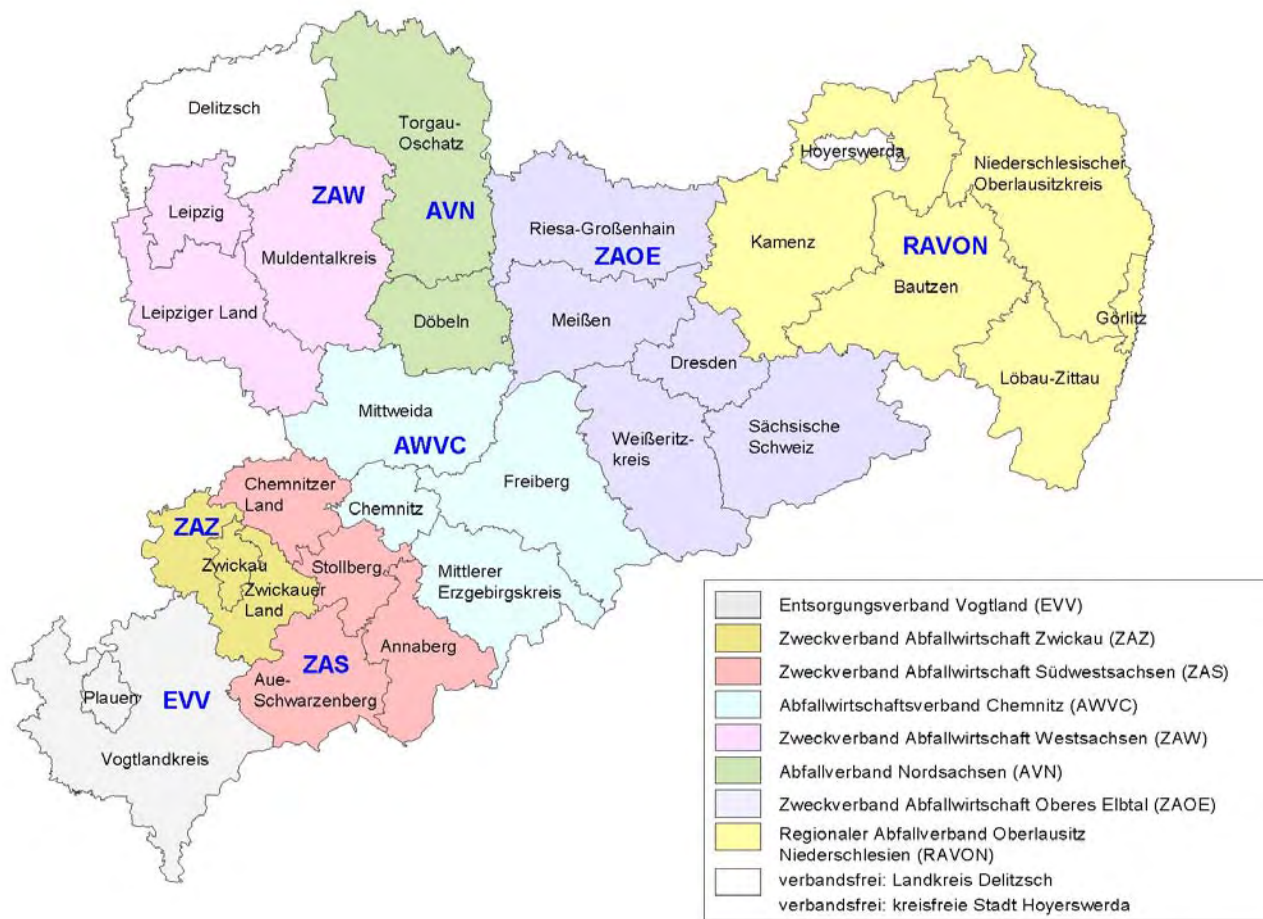 Delitzsch
Torgau-
Oschatz
Hoyerswerda
Niederschlesischer
Oberlausitzkreis
ZAW
Leipzig
AVN
Riesa-Großenhain
ZAOE
Kamenz
RAVON
Muldentalkreis
Bautzen
Leipziger Land
Döbeln
Meißen
Görlitz
Dresden
Löbau-Zittau
Mittweida
AWVC
Weißeritz-
kreis
Sächsische
Schweiz
Chemnitzer
Land
Freiberg
Chemnitz
ZAZ
Zwickau
Stollberg
Mittlerer
Erzgebirgskreis
Zwickauer
Land
Annaberg
ZAS
Aue-
Schwarzenberg
Plauen
EVV
Vogtlandkreis
Entsorgungsverband Vogtland (EVV)
Zweckverband Abfallwirtschaft Zwickau (ZAZ)
Zweckverband Abfallwirtschaft Südwestsachsen (ZAS)
Abfallwirtschaftsverband Chemnitz (AWVC)
Zweckverband Abfallwirtschaft Westsachsen (ZAW)
Abfallverband Nordsachsen (AVN)
Zweckverband Abfallwirtschaft Oberes Elbtal (ZAOE)
Regionaler Abfallverband Oberlausitz
Niederschlesien (RAVON)
verbandsfrei: Landkreis Delitzsch
verbandsfrei: kreisfreie Stadt Hoyerswerda